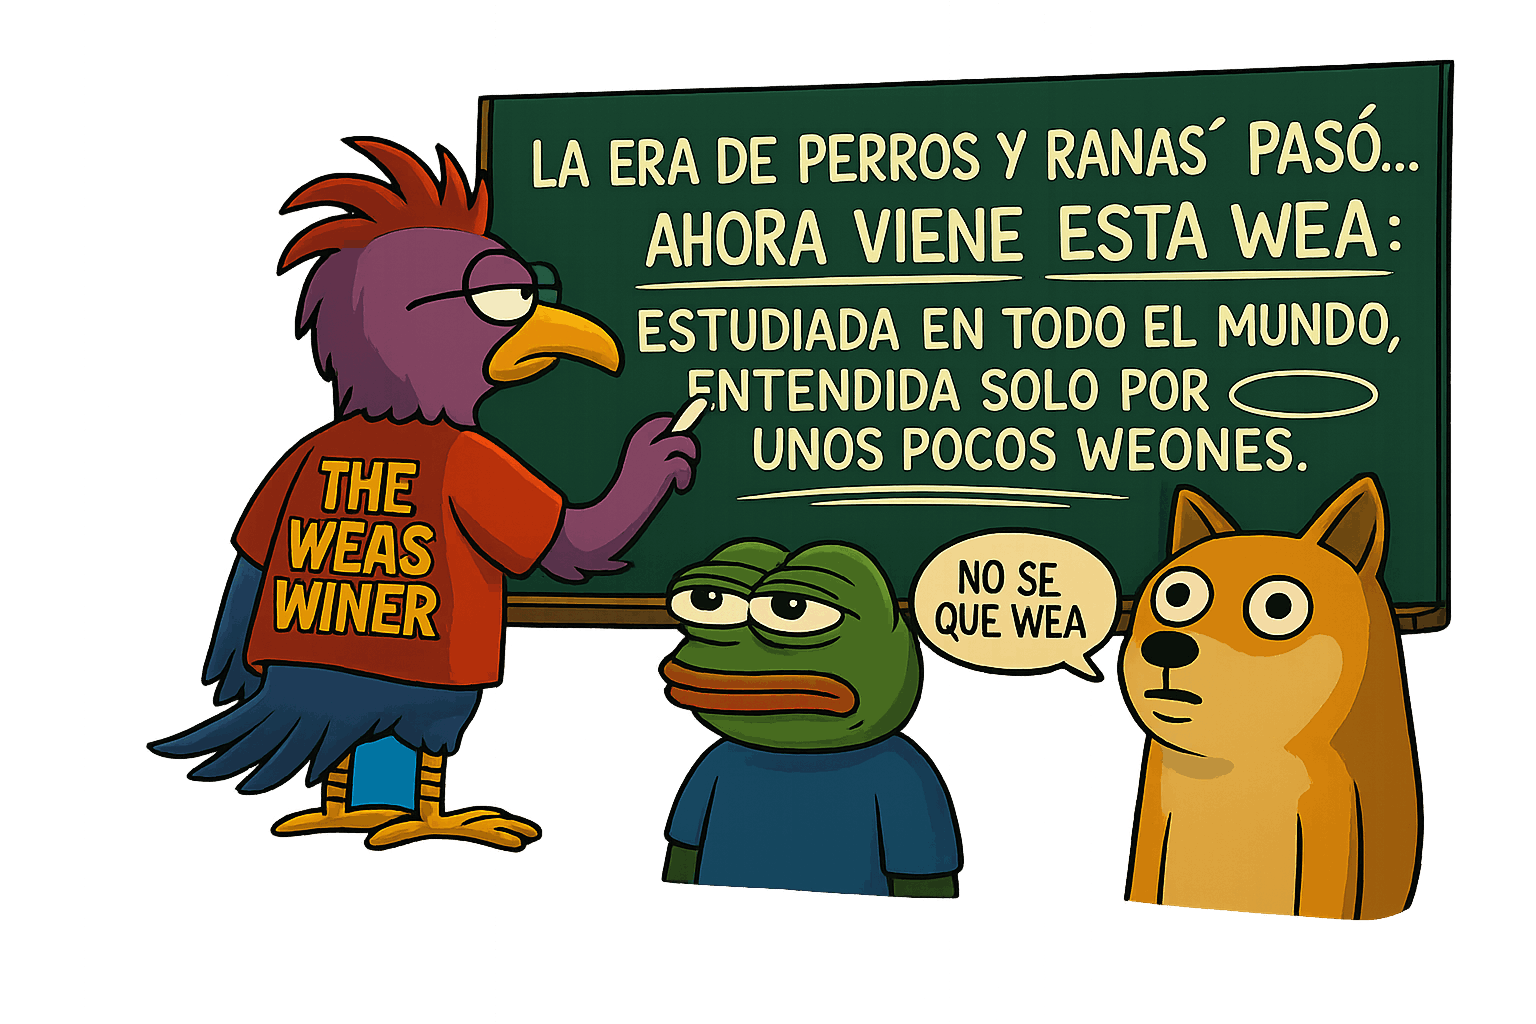 LA ERA DE PERROS Y RANAS´ PASÓ...
AHORA VIENE ESTA WEA:
ESTUDIADA EN TODO EL MUNDO,
ENTENDIDA SOLO POR
UNOS POCOS WEONES.
THE
WEAS
WINER
NO SE
QUE WEA